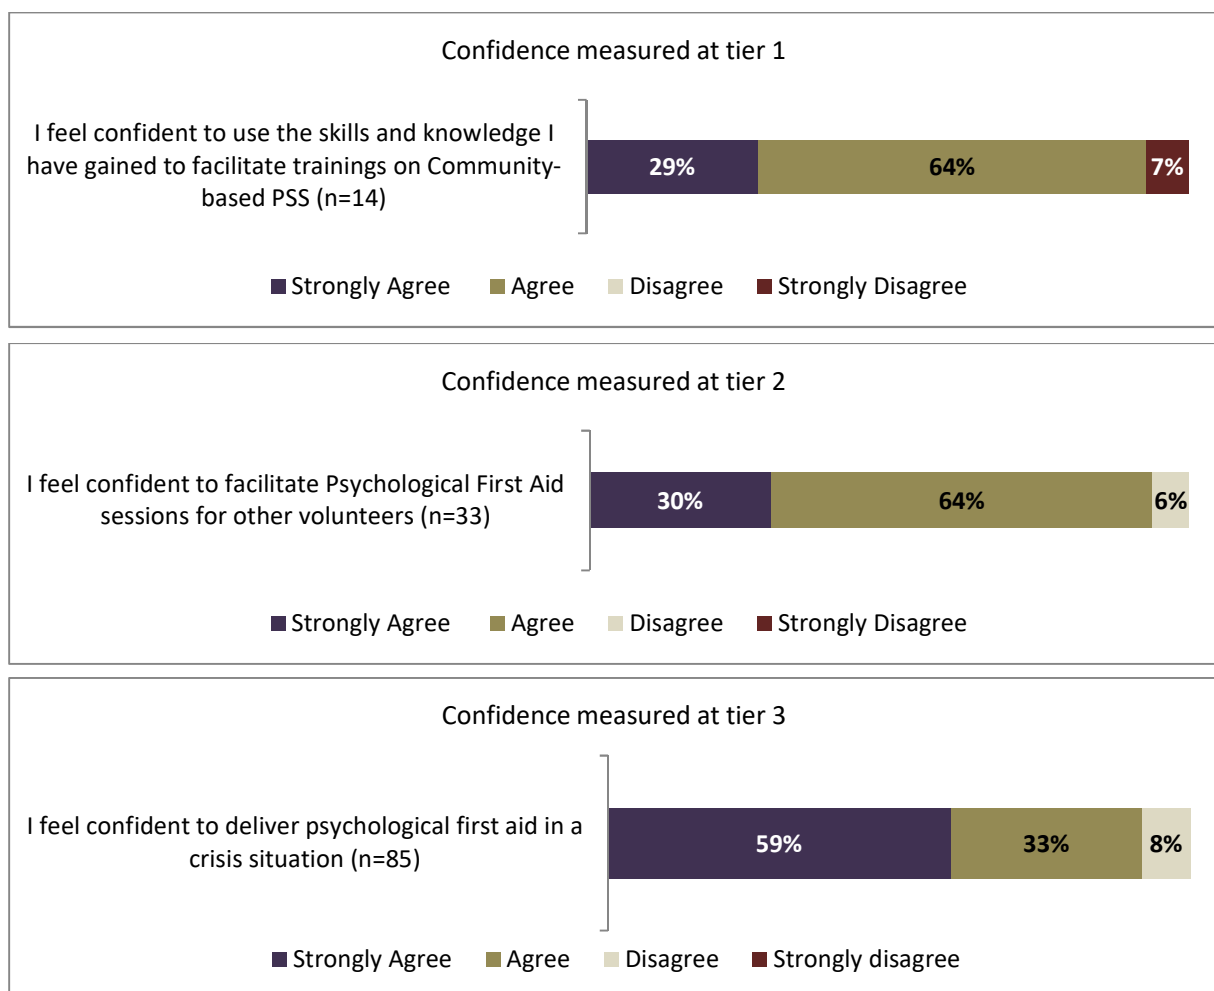 Confidence measured at tier 1
I feel confident to use the skills and knowledge I
have gained to facilitate trainings on Community-
based PSS (n=14)
29% 64% 7%
Strongly Agree Agree Disagree Strongly Disagree
Confidence measured at tier 2
I feel confident to facilitate Psychological First Aid
sessions for other volunteers (n=33)
30% 64% 6%
Strongly Agree Agree Disagree Strongly Disagree
Confidence measured at tier 3
I feel confident to deliver psychological first aid in a
crisis situation (n=85)
59% 33% 8%
Strongly Agree Agree Disagree Strongly disagree